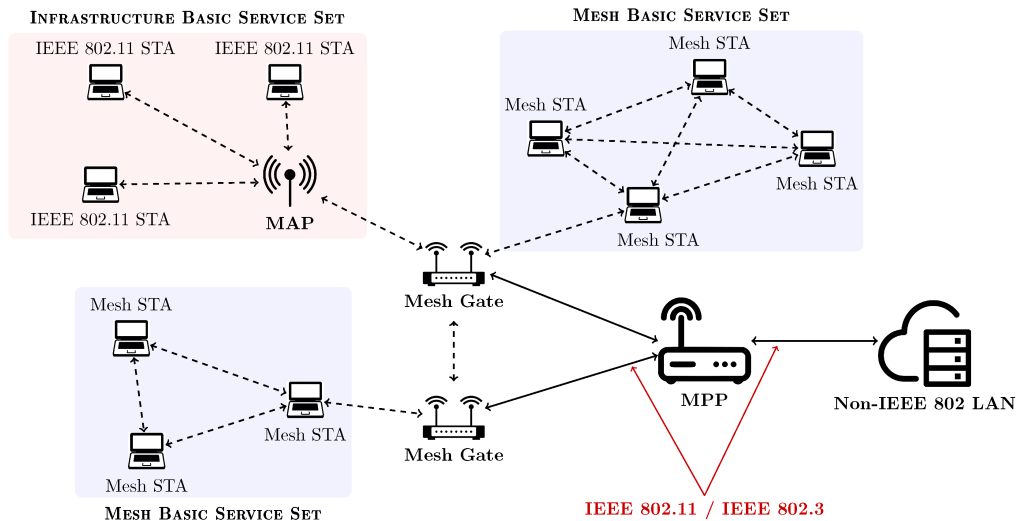 INFRASTRUCTURE BASIC SERVICE SET
IEEE 802.11 STA
IEEE 802.11 STA
IEEE 802.11 STA
MAP
MESH BASIC SERVICE SET
Mesh STA
Mesh STA
Mesh STA
Mesh STA
Mesh Gate
Mesh STA
Mesh STA
Mesh STA
MESH BASIC SERVICE SET
Mesh Gate
MPP
Non-IEEE 802 LAN
IEEE 802.11 / IEEE 802.3